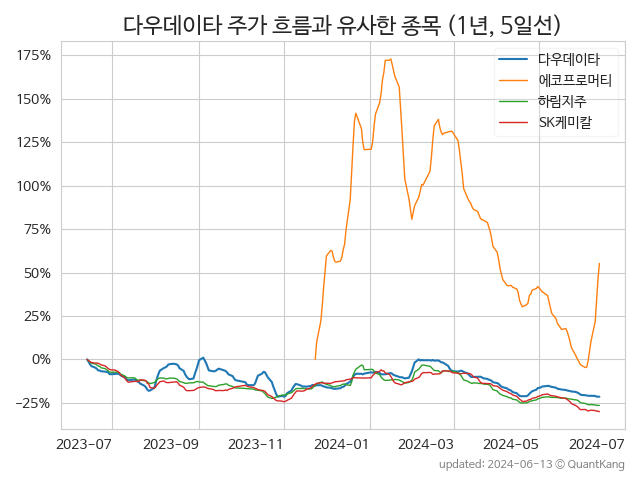 다우데이타 주가 흐름과 유사한 종목 (1년, 5일선)
175%
150%
125%
100%
75%
50%
25%
0%
−25%
다우데이타
에코프로머티
하림지주
SK케미칼
2023-07 2023-09 2023-11 2024-01 2024-03 2024-05 2024-07
updated: 2024-06-13 © QuantKang